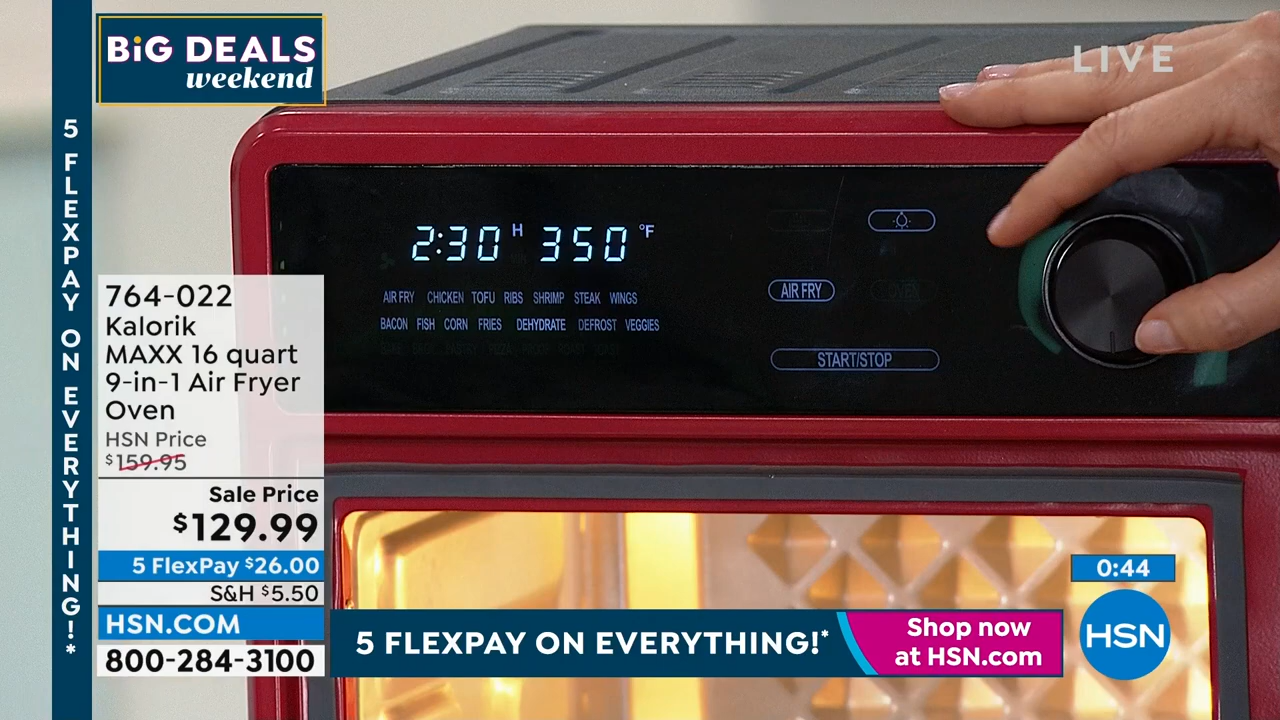 BiG DEALS
weekend
LIVE
5 FLEXPAY ON EVERYTHING!*
2:30 H 350 °F
AIR FRY CHICKEN TOFU RIBS SHRIMP STEAK WINGS
BACON FISH CORN FRIES DEHYDRATE DEFROST VEGGIES
AIR FRY
OVEN
START/STOP
764-022
Kalorik
MAXX 16 quart
9-in-1 Air Fryer
Oven
HSN Price
$159.95
Sale Price
$129.99
5 FlexPay $26.00
S&H $5.50
HSN.COM
800-284-3100
5 FLEXPAY ON EVERYTHING!*
Shop now
at HSN.com
0:44
HSN